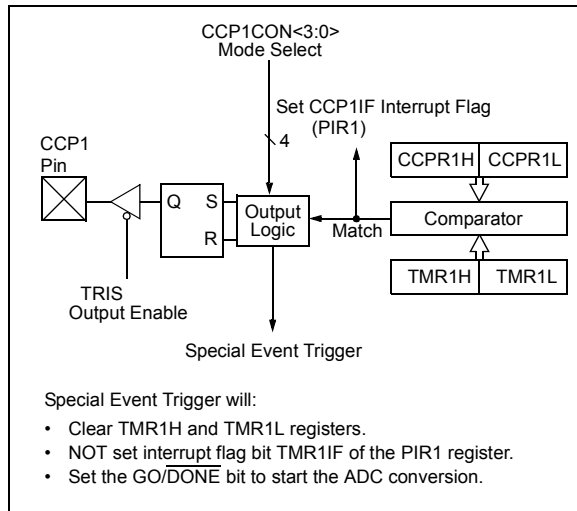 CCP1CON<3:0>
Mode Select
Set CCP1IF Interrupt Flag
(PIR1)
4
CCP1
Pin
CCPR1H CCPR1L
Q S
R
Output
Logic
Match
Comparator
TRIS
Output Enable
TMR1H TMR1L
Special Event Trigger
Special Event Trigger will:
• Clear TMR1H and TMR1L registers.
• NOT set interrupt flag bit TMR1IF of the PIR1 register.
• Set the GO/D̅O̅N̅E̅ bit to start the ADC conversion.